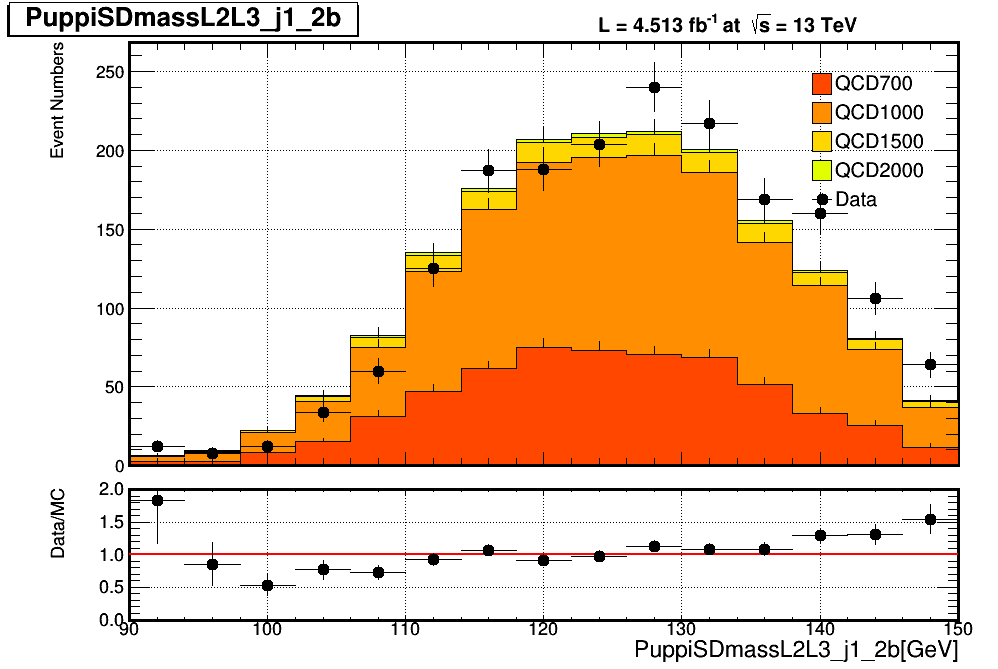 PuppiSDmassL2L3_j1_2b
L = 4.513 fb⁻¹ at √s = 13 TeV
Event Numbers
250
200
150
100
50
0
QCD700
QCD1000
QCD1500
QCD2000
Data
Data/MC
2.0
1.5
1.0
0.5
0.0
90 100 110 120 130 140 150
PuppiSDmassL2L3_j1_2b[GeV]